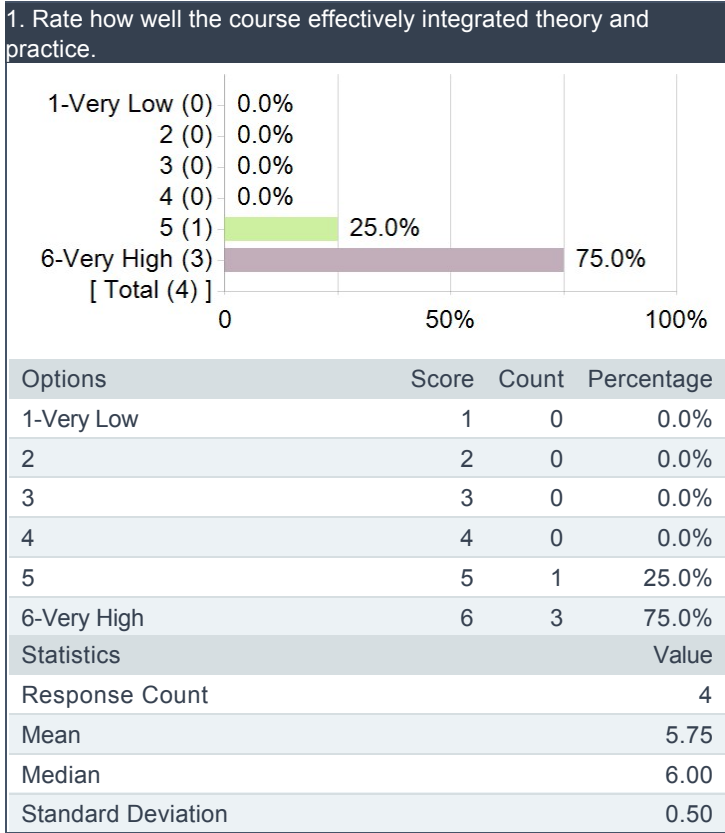 1. Rate how well the course effectively integrated theory and
practice.
1-Very Low (0) 0.0%
2 (0) 0.0%
3 (0) 0.0%
4 (0) 0.0%
5 (1) 25.0%
6-Very High (3) 75.0%
[ Total (4) ]
0 50% 100%
Options Score Count Percentage
1-Very Low 1 0 0.0%
2 2 0 0.0%
3 3 0 0.0%
4 4 0 0.0%
5 5 1 25.0%
6-Very High 6 3 75.0%
Statistics Value
Response Count 4
Mean 5.75
Median 6.00
Standard Deviation 0.50